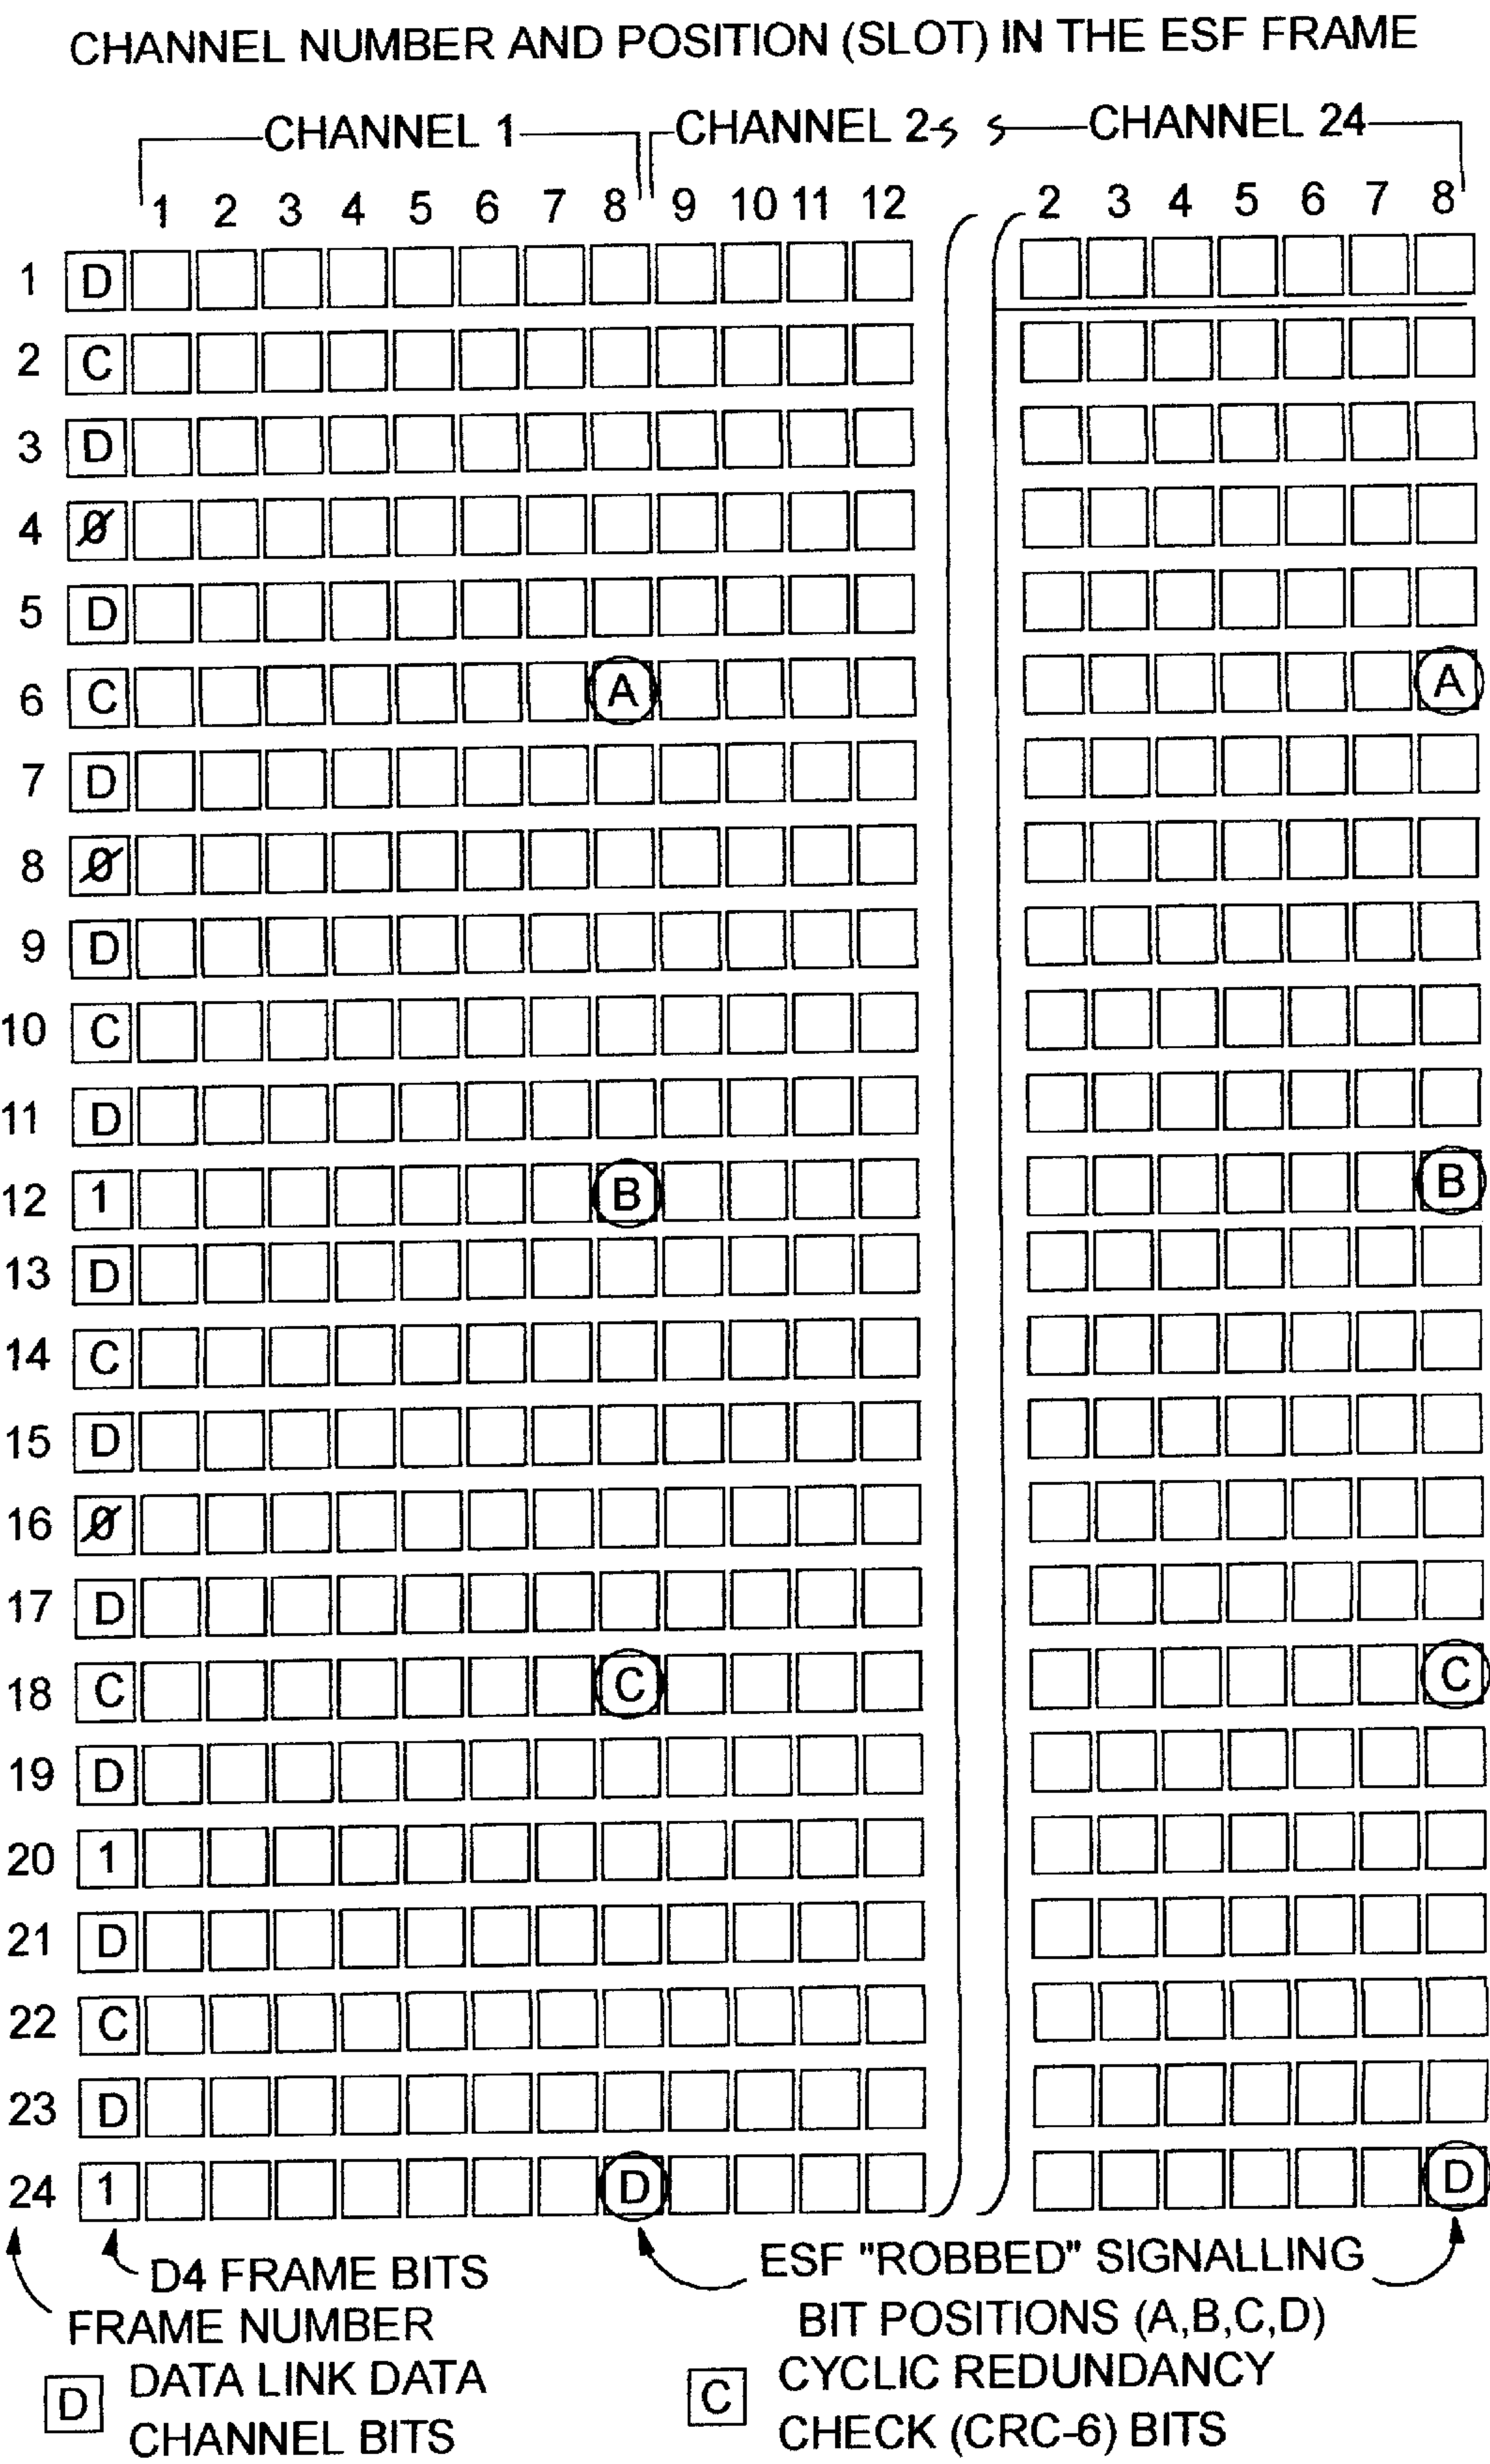 CHANNEL NUMBER AND POSITION (SLOT) IN THE ESF FRAME
CHANNEL 1 CHANNEL 2 CHANNEL 24
1 2 3 4 5 6 7 8 9 10 11 12 2 3 4 5 6 7 8
1 D
2 C
3 D
4 0
5 D
6 C A A
7 D
8 0
9 D
10 C
11 D
12 1 B B
13 D
14 C
15 D
16 0
17 D
18 C C C
19 D
20 1
21 D
22 C
23 D
24 1 D D
D4 FRAME BITS
FRAME NUMBER
ESF "ROBBED" SIGNALLING
BIT POSITIONS (A,B,C,D)
D DATA LINK DATA
CHANNEL BITS
C CYCLIC REDUNDANCY
CHECK (CRC-6) BITS